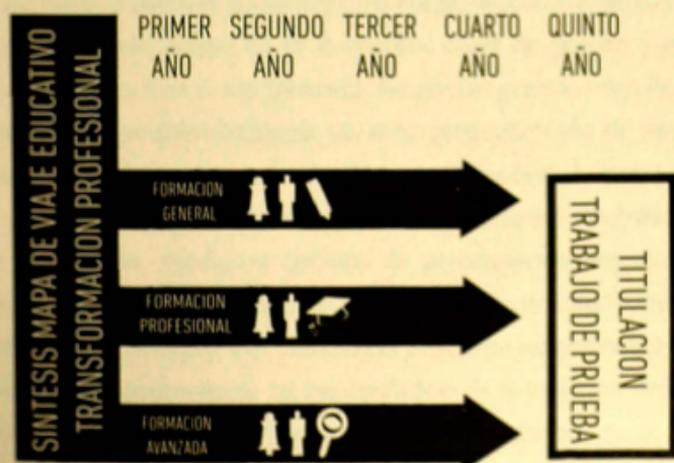 SINTESIS MAPA DE VIAJE EDUCATIVO
TRANSFORMACION PROFESIONAL
PRIMER AÑO
SEGUNDO AÑO
TERCER AÑO
CUARTO AÑO
QUINTO AÑO
FORMACION
GENERAL
FORMACION
PROFESIONAL
FORMACION
AVANZADA
TITULACION
TRABAJO DE PRUEBA